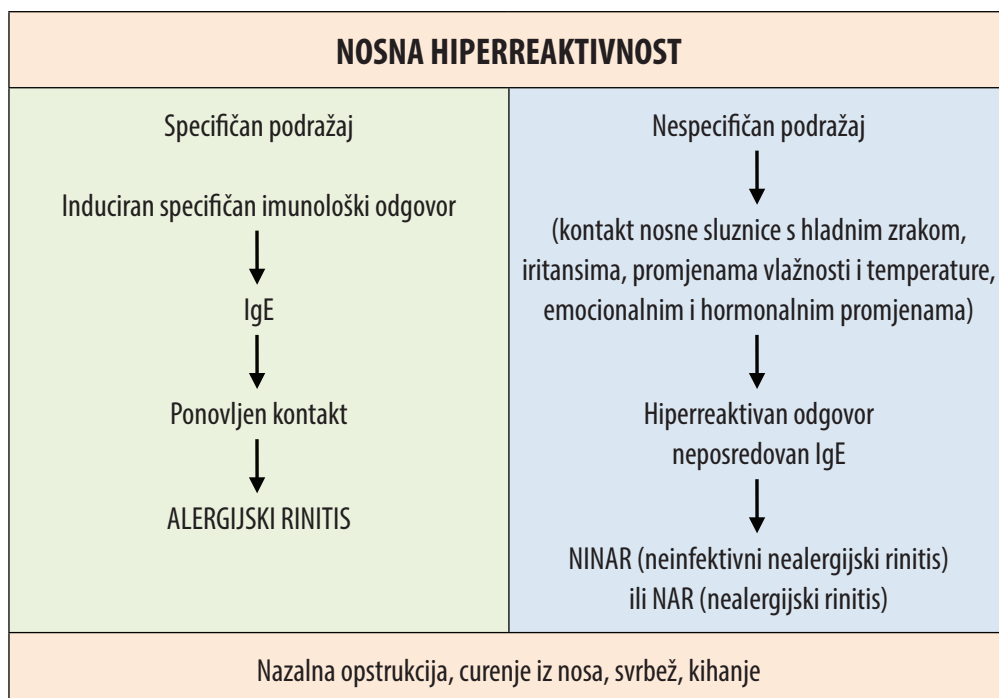 NOSNA HIPERREAKTIVNOST
Specifičan podražaj
Induciran specifičan imunološki odgovor
IgE
Ponovljen kontakt
ALERGIJSKI RINITIS
Nespecifičan podražaj
(kontakt nosne sluznice s hladnim zrakom,
iritansima, promjenama vlažnosti i temperature,
emocionalnim i hormonalnim promjenama)
Hiperreaktivan odgovor
neposredovan IgE
NINAR (neinfektivni nealergijski rinitis)
ili NAR (nealergijski rinitis)
Nazalna opstrukcija, curenje iz nosa, svrbež, kihanje